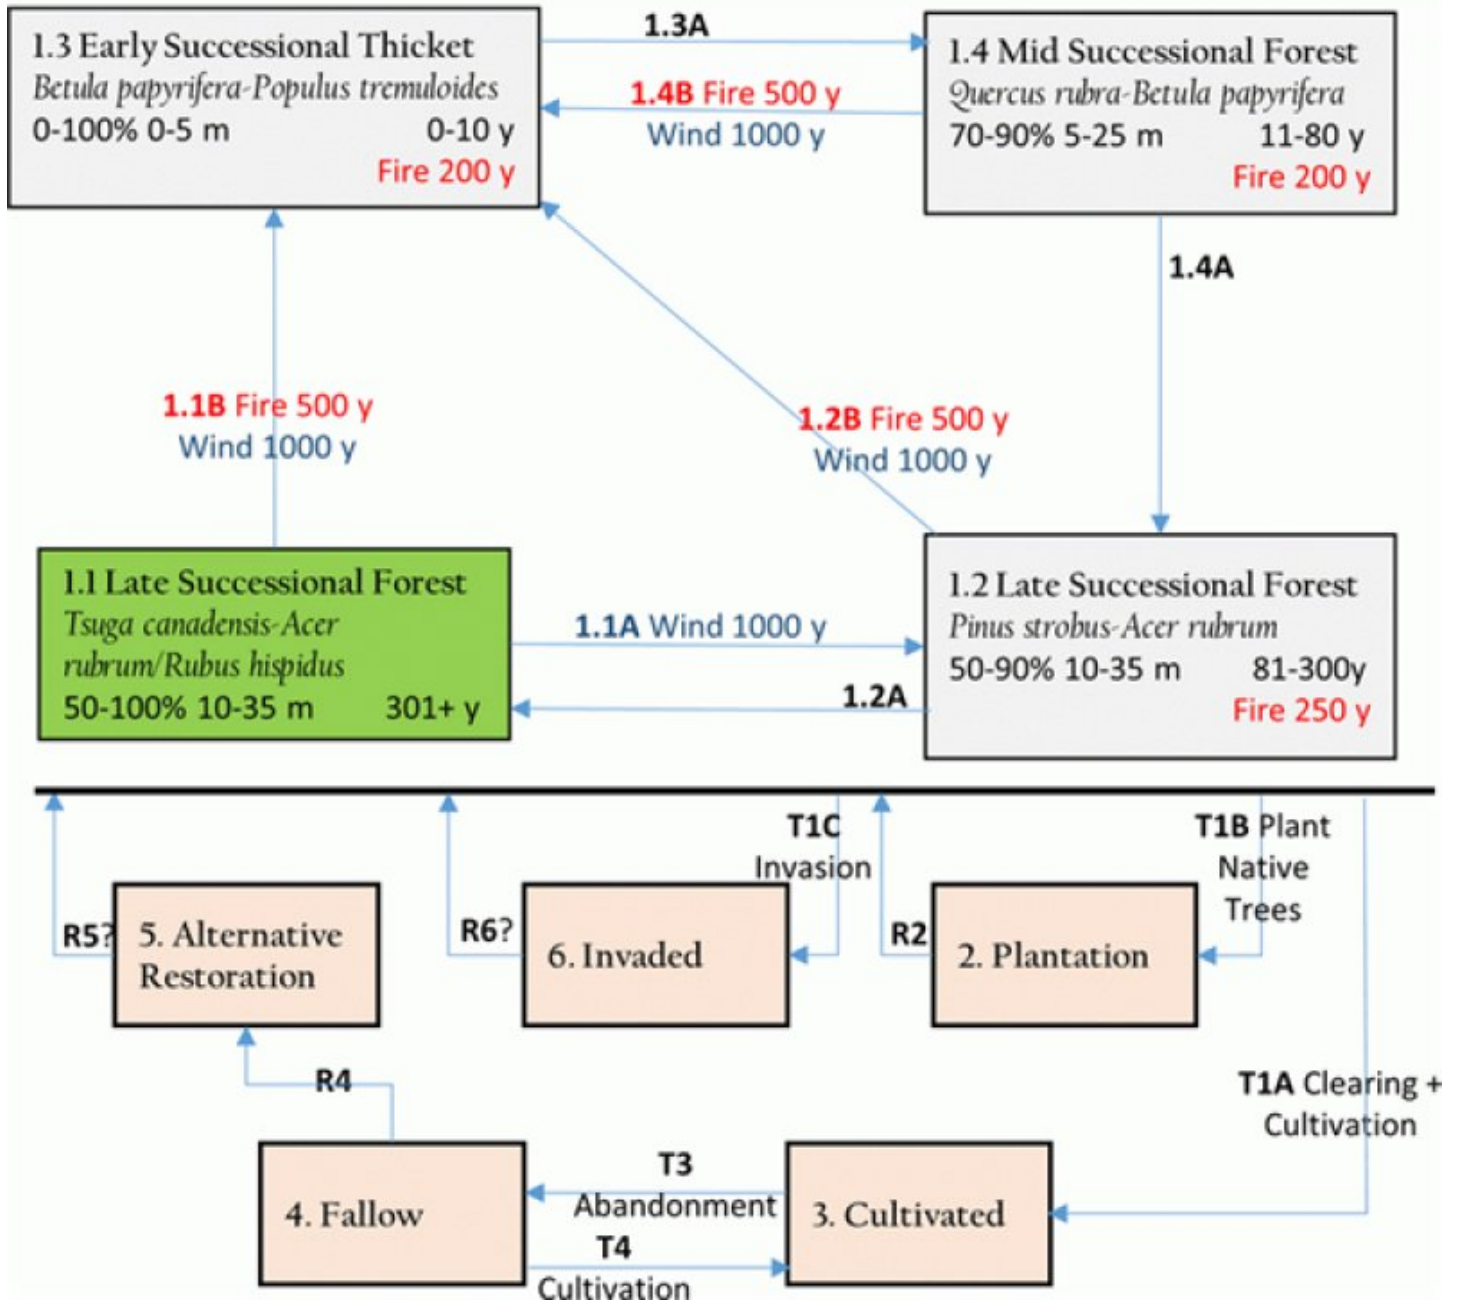 1.3 Early Successional Thicket
Betula papyrifera-Populus tremuloides
0-100% 0-5 m 0-10 y
Fire 200 y
1.3A
1.4B Fire 500 y
Wind 1000 y
1.4 Mid Successional Forest
Quercus rubra-Betula papyrifera
70-90% 5-25 m 11-80 y
Fire 200 y
1.4A
1.1B Fire 500 y
Wind 1000 y
1.2B Fire 500 y
Wind 1000 y
1.1 Late Successional Forest
Tsuga canadensis-Acer
rubrum/Rubus hispidus
50-100% 10-35 m 301+ y
1.1A Wind 1000 y
1.2A
1.2 Late Successional Forest
Pinus strobus-Acer rubrum
50-90% 10-35 m 81-300y
Fire 250 y
T1C
Invasion
T1B Plant
Native
Trees
R5?
5. Alternative
Restoration
R6?
6. Invaded
R2
2. Plantation
R4
T1A Clearing +
Cultivation
4. Fallow
T3
Abandonment
T4
Cultivation
3. Cultivated